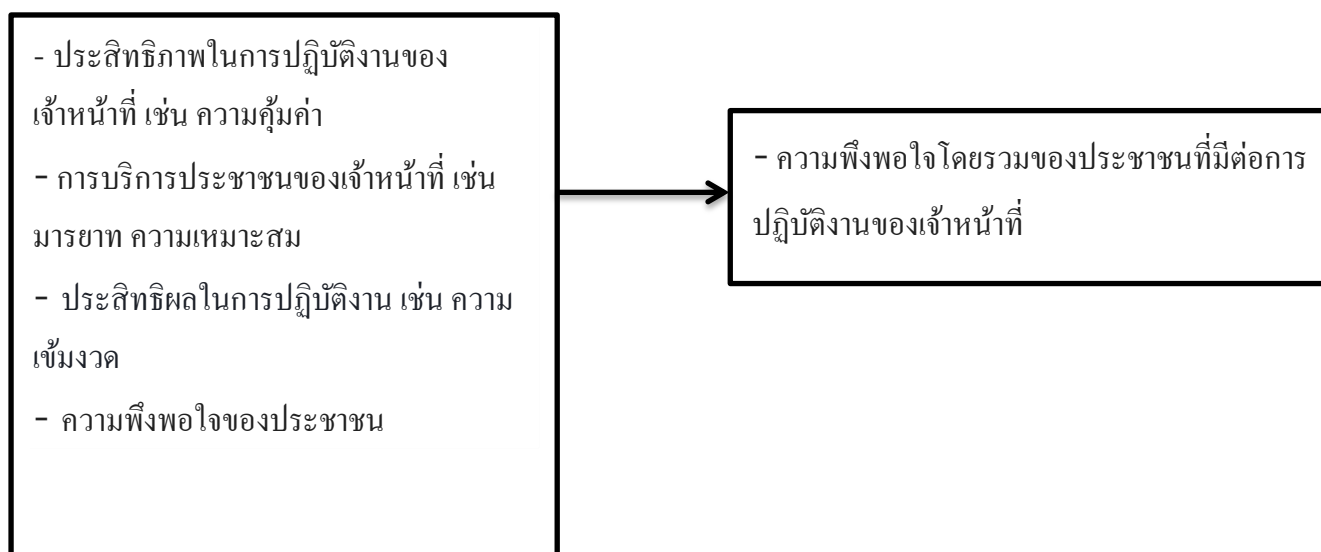 - ประสิทธิภาพในการปฏิบัติงานของ
เจ้าหน้าที่ เช่น ความคุ้มค่า
- การบริการประชาชนของเจ้าหน้าที่ เช่น
มารยาท ความเหมาะสม
- ประสิทธิผลในการปฏิบัติงาน เช่น ความ
เข้มงวด
- ความพึงพอใจของประชาชน
- ความพึงพอใจโดยรวมของประชาชนที่มีต่อการ
ปฏิบัติงานของเจ้าหน้าที่